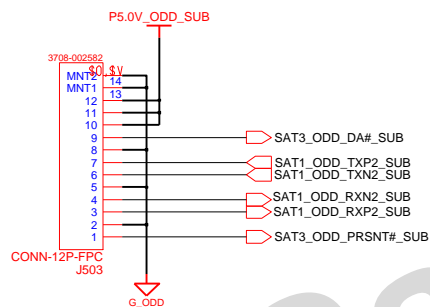 P5.0V_ODD_SUB
3708-002582
MNT2
14
MNT1
13
12
11
10
9 SAT3_ODD_DA#_SUB
8
7 SAT1_ODD_TXP2_SUB
6 SAT1_ODD_TXN2_SUB
5
4 SAT1_ODD_RXN2_SUB
3 SAT1_ODD_RXP2_SUB
2
1 SAT3_ODD_PRSNT#_SUB
CONN-12P-FPC
J503
G_ODD